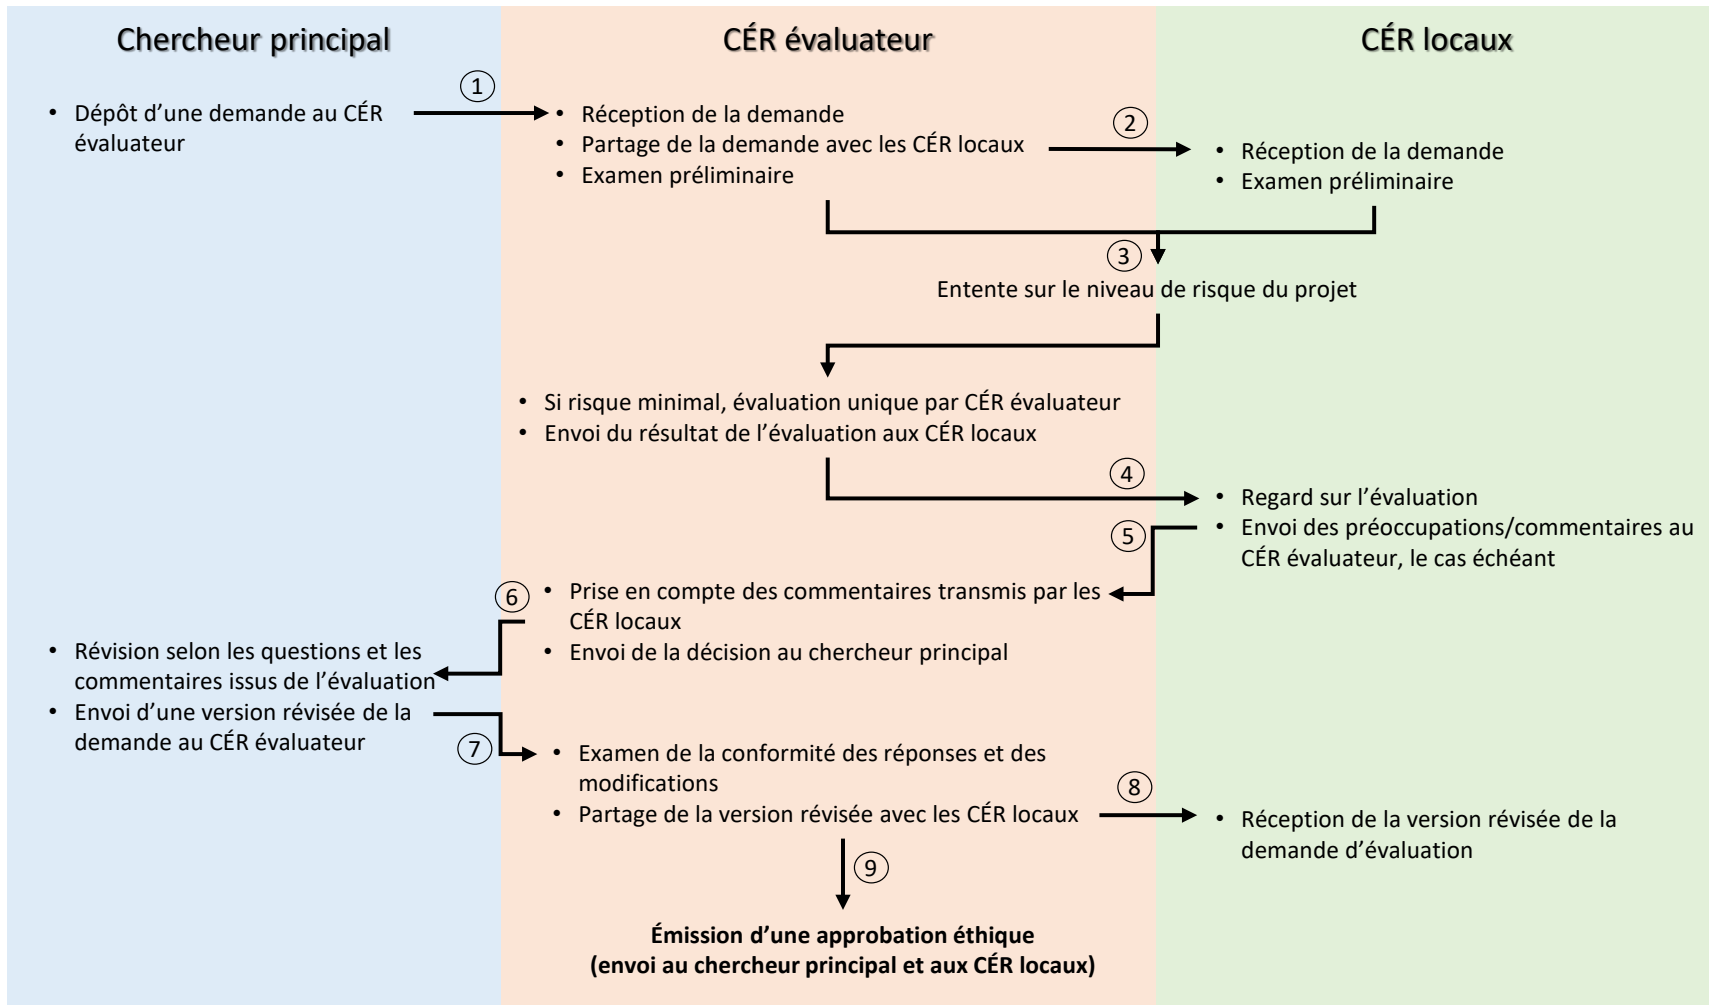 Chercheur principal
CÉR évaluateur
CÉR locaux
①
• Dépôt d’une demande au CÉR
évaluateur
• Réception de la demande
• Partage de la demande avec les CÉR locaux
• Examen préliminaire
②
• Réception de la demande
• Examen préliminaire
③
Entente sur le niveau de risque du projet
• Si risque minimal, évaluation unique par CÉR évaluateur
• Envoi du résultat de l’évaluation aux CÉR locaux
④
• Regard sur l’évaluation
• Envoi des préoccupations/commentaires au
CÉR évaluateur, le cas échéant
⑤
• Prise en compte des commentaires transmis par les
CÉR locaux
• Envoi de la décision au chercheur principal
⑥
• Révision selon les questions et les
commentaires issus de l’évaluation
• Envoi d’une version révisée de la
demande au CÉR évaluateur
⑦
• Examen de la conformité des réponses et des
modifications
• Partage de la version révisée avec les CÉR locaux
⑧
• Réception de la version révisée de la
demande d’évaluation
⑨
Émission d’une approbation éthique
(envoi au chercheur principal et aux CÉR locaux)